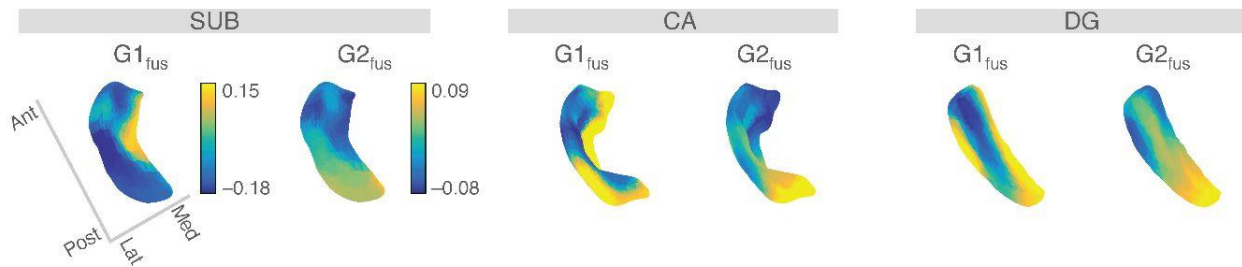 SUB
CA
DG
G1fus
G2fus
G1fus
G2fus
G1fus
G2fus
0.15
0.09
Ant
−0.18
−0.08
Post
Lat
Med